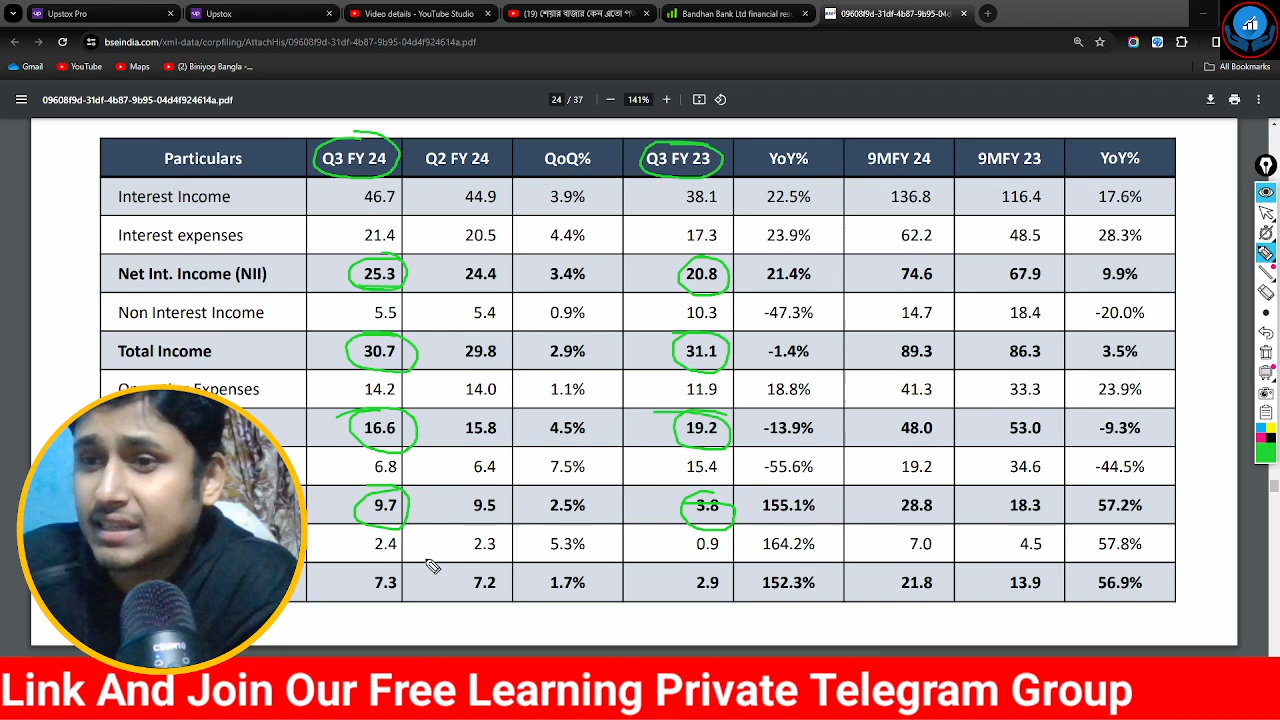 Upstox Pro
Upstox
Video details - YouTube Studio
(19) শেয়ার বাজার কেন এতো
Bandhan Bank Ltd financial resu
09608f9d-31df-4b87-9b95-04d4
bseindia.com/xml-data/corpfiling/AttachHis/09608f9d-31df-4b87-9b95-04d4f924614a.pdf
Gmail
YouTube
Maps
(2) Biniyog Bangla -...
All Bookmarks
09608f9d-31df-4b87-9b95-04d4f924614a.pdf
24 / 37
141%
Particulars Q3 FY 24 Q2 FY 24 QoQ% Q3 FY 23 YoY% 9MFY 24 9MFY 23 YoY%
Interest Income 46.7 44.9 3.9% 38.1 22.5% 136.8 116.4 17.6%
Interest expenses 21.4 20.5 4.4% 17.3 23.9% 62.2 48.5 28.3%
Net Int. Income (NII) 25.3 24.4 3.4% 20.8 21.4% 74.6 67.9 9.9%
Non Interest Income 5.5 5.4 0.9% 10.3 -47.3% 14.7 18.4 -20.0%
Total Income 30.7 29.8 2.9% 31.1 -1.4% 89.3 86.3 3.5%
Expenses 14.2 14.0 1.1% 11.9 18.8% 41.3 33.3 23.9%
16.6 15.8 4.5% 19.2 -13.9% 48.0 53.0 -9.3%
6.8 6.4 7.5% 15.4 -55.6% 19.2 34.6 -44.5%
9.7 9.5 2.5% 3.8 155.1% 28.8 18.3 57.2%
2.4 2.3 5.3% 0.9 164.2% 7.0 4.5 57.8%
7.3 7.2 1.7% 2.9 152.3% 21.8 13.9 56.9%
Link And Join Our Free Learning Private Telegram Group